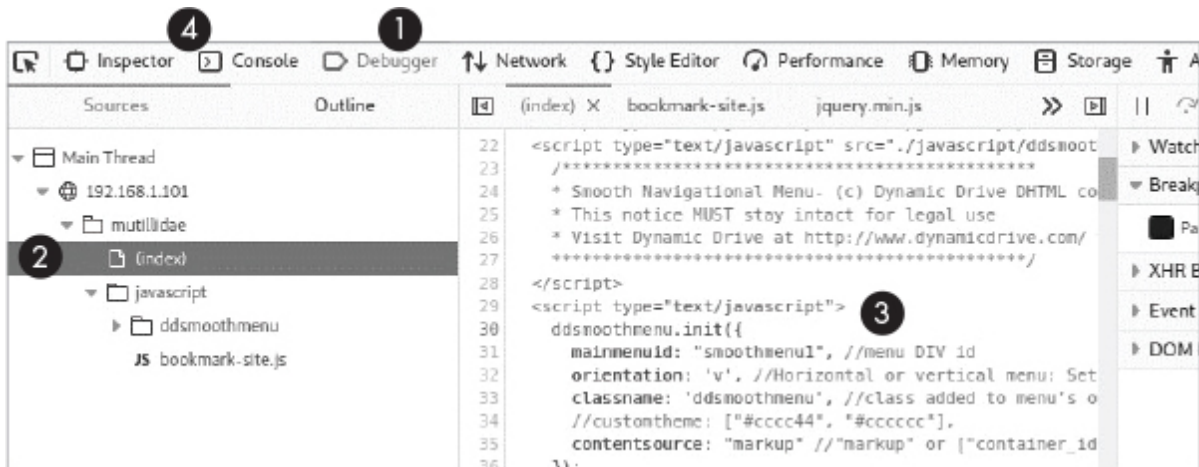 4 1
Inspector Console Debugger Network {} Style Editor Performance Memory Storage
Sources Outline (index) × bookmark-site.js jquery.min.js »
Main Thread
192.168.1.101
mutillidae
2 (index)
javascript
ddsmoothmenu
JS bookmark-site.js
22 <script type="text/javascript" src="./javascript/ddsmoot
23 /***********************************************
24 * Smooth Navigational Menu- (c) Dynamic Drive DHTML co
25 * This notice MUST stay intact for legal use
26 * Visit Dynamic Drive at http://www.dynamicdrive.com/
27 ***********************************************/
28 </script>
29 <script type="text/javascript"> 3
30 ddsmoothmenu.init({
31 mainmenuid: "smoothmenu1", //menu DIV id
32 orientation: 'v', //Horizontal or vertical menu: Set
33 classname: 'ddsmoothmenu', //class added to menu's o
34 //customtheme: ["#cccc44", "#cccccc"],
35 contentsource: "markup" //"markup" or ["container_id
36 });
Watch
Breakp
Pa
XHR B
Event
DOM